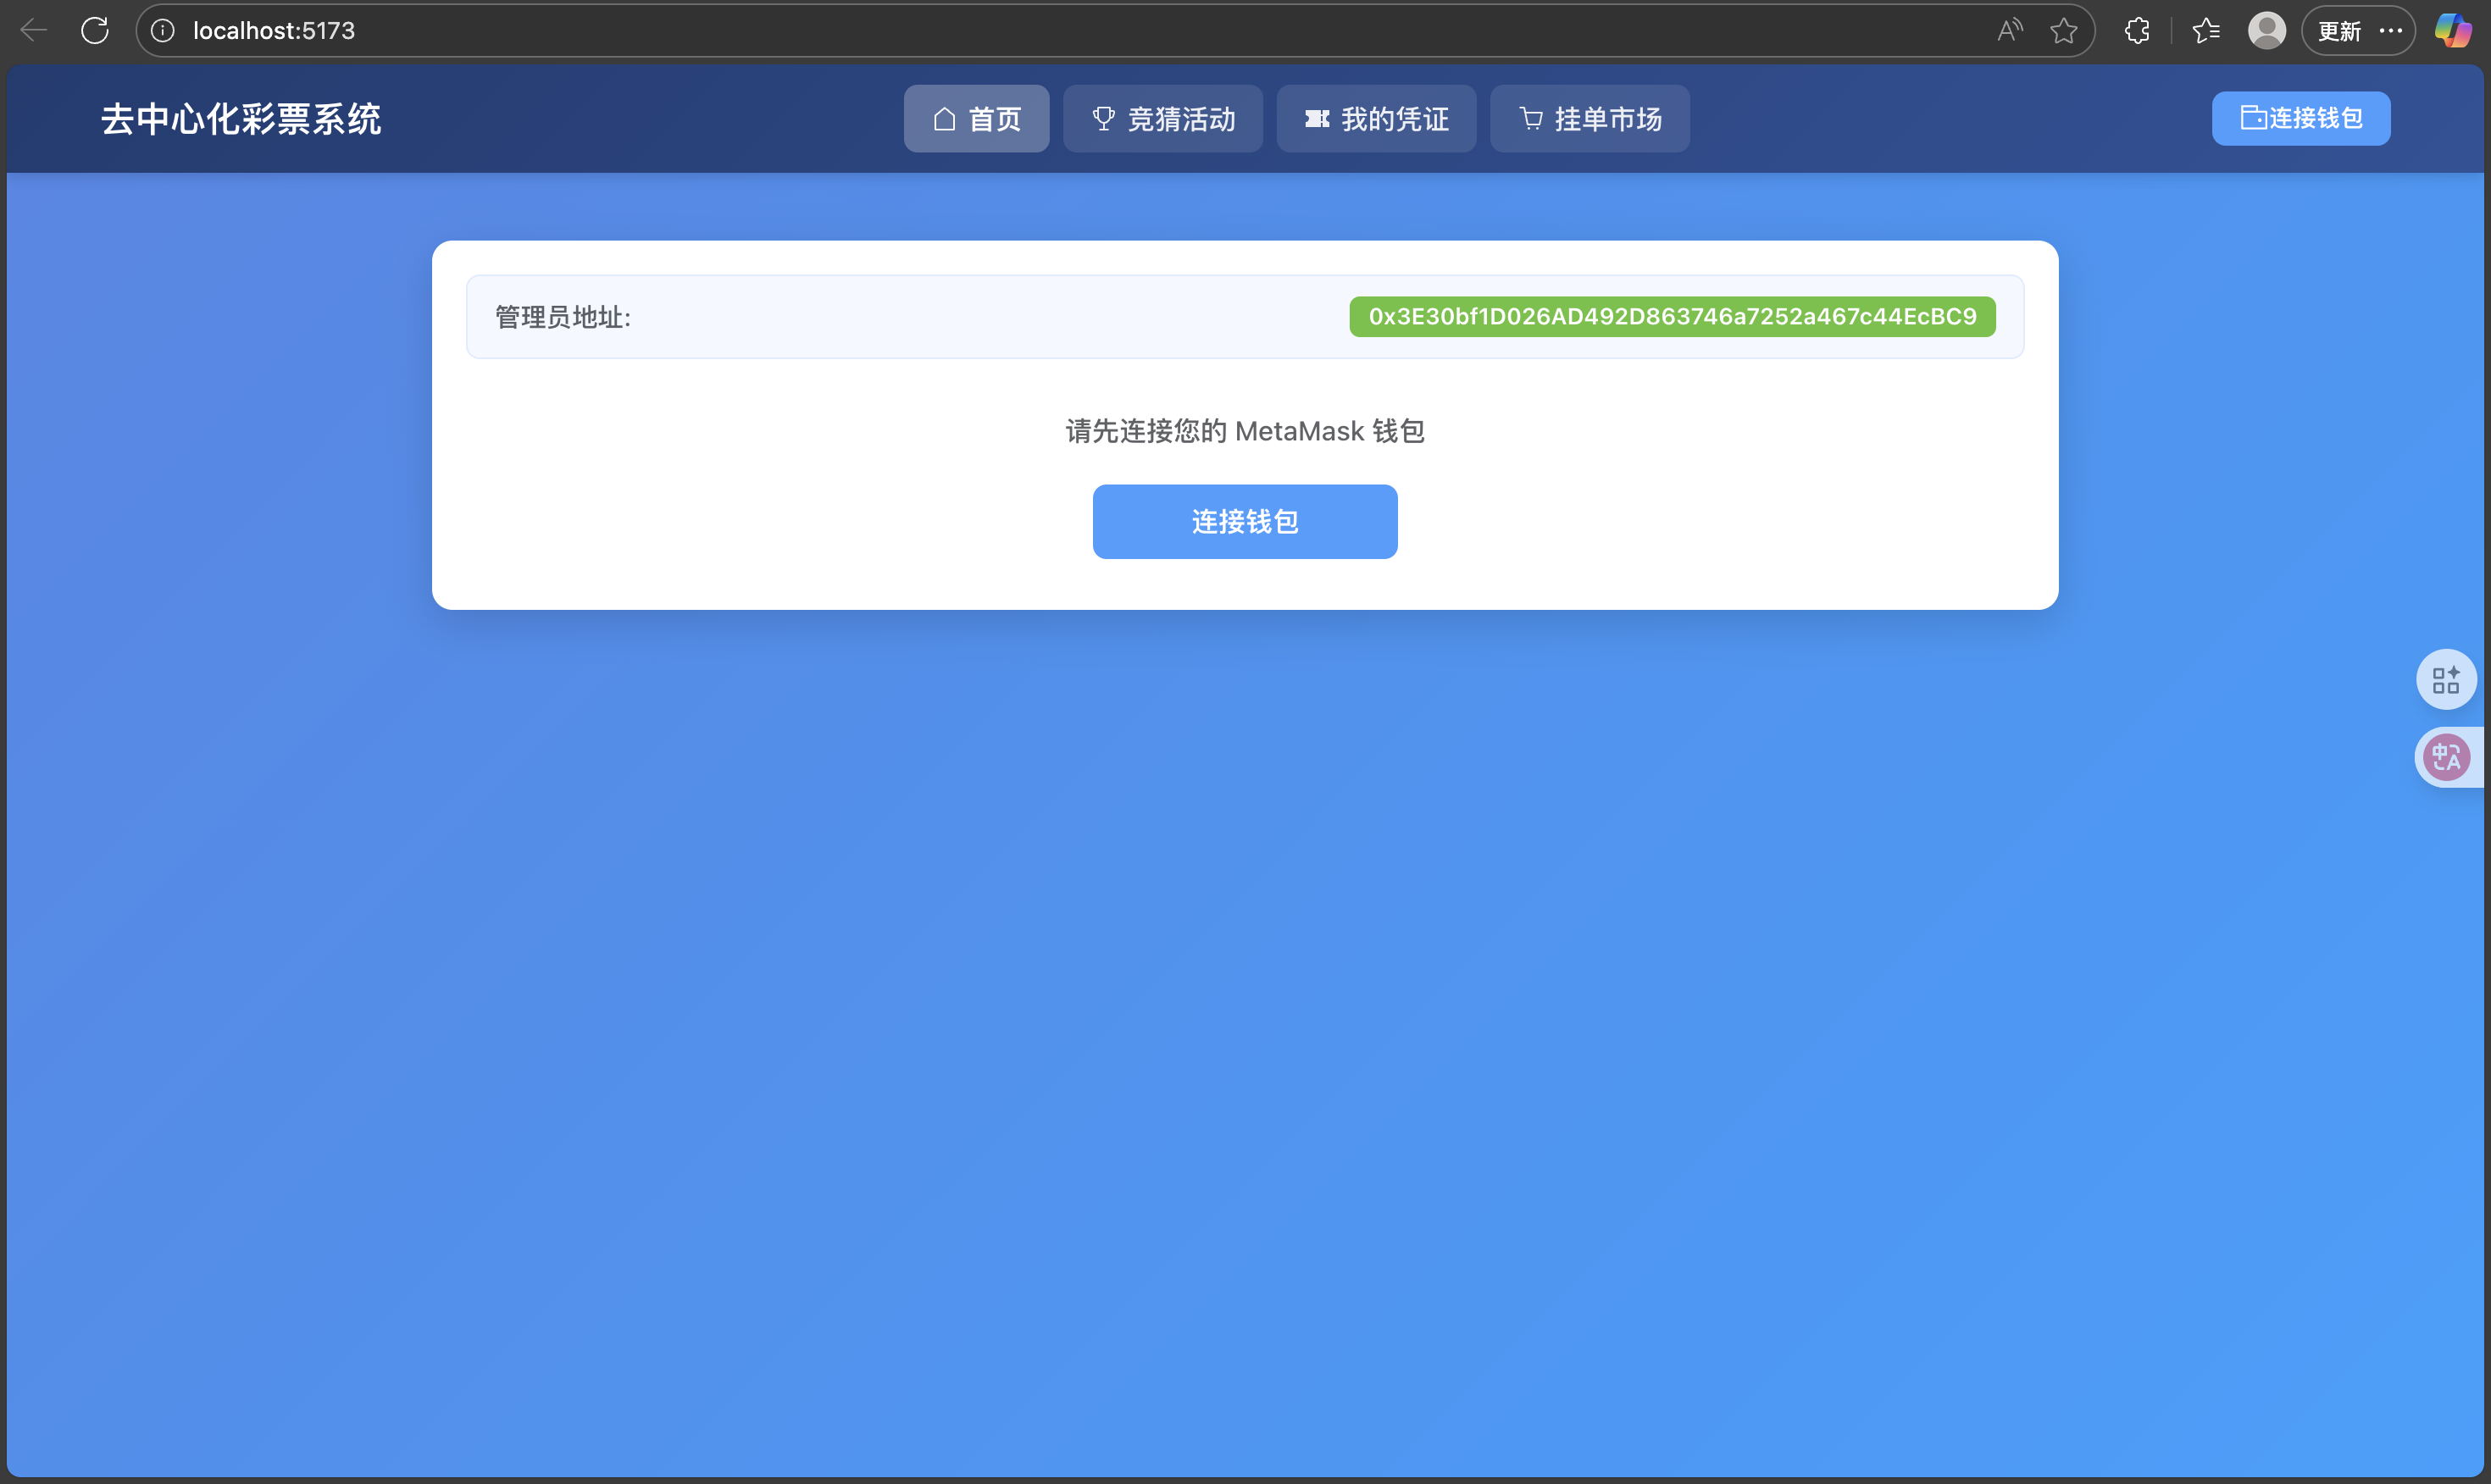 localhost:5173
更新
去中心化彩票系统
首页
竞猜活动
我的凭证
挂单市场
连接钱包
管理员地址:
0x3E30bf1D026AD492D863746a7252a467c44EcBC9
请先连接您的 MetaMask 钱包
连接钱包